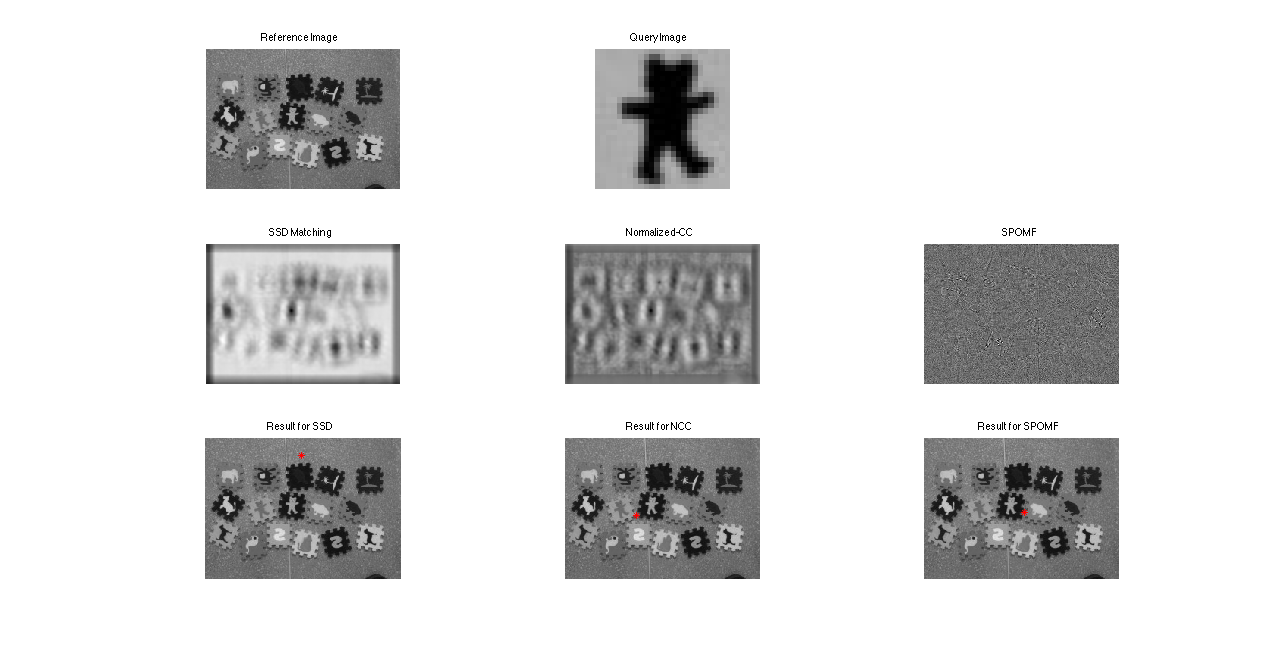 Reference Image
Query Image
SSD Matching
Normalized-CC
SPOMF
Result for SSD
Result for NCC
Result for SPOMF